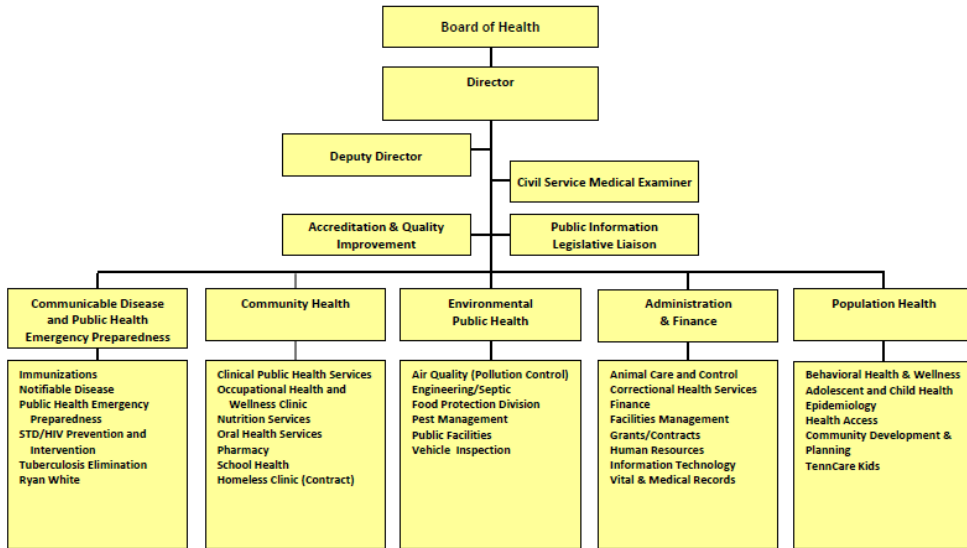 Board of Health
Director
Deputy Director
Civil Service Medical Examiner
Accreditation & Quality
Improvement
Public Information
Legislative Liaison
Communicable Disease
and Public Health
Emergency Preparedness
Community Health
Environmental
Public Health
Administration
& Finance
Population Health
Immunizations
Notifiable Disease
Public Health Emergency
Preparedness
STD/HIV Prevention and
Intervention
Tuberculosis Elimination
Ryan White
Clinical Public Health Services
Occupational Health and
Wellness Clinic
Nutrition Services
Oral Health Services
Pharmacy
School Health
Homeless Clinic (Contract)
Air Quality (Pollution Control)
Engineering/Septic
Food Protection Division
Pest Management
Public Facilities
Vehicle Inspection
Animal Care and Control
Correctional Health Services
Finance
Facilities Management
Grants/Contracts
Human Resources
Information Technology
Vital & Medical Records
Behavioral Health & Wellness
Adolescent and Child Health
Epidemiology
Health Access
Community Development &
Planning
TennCare Kids